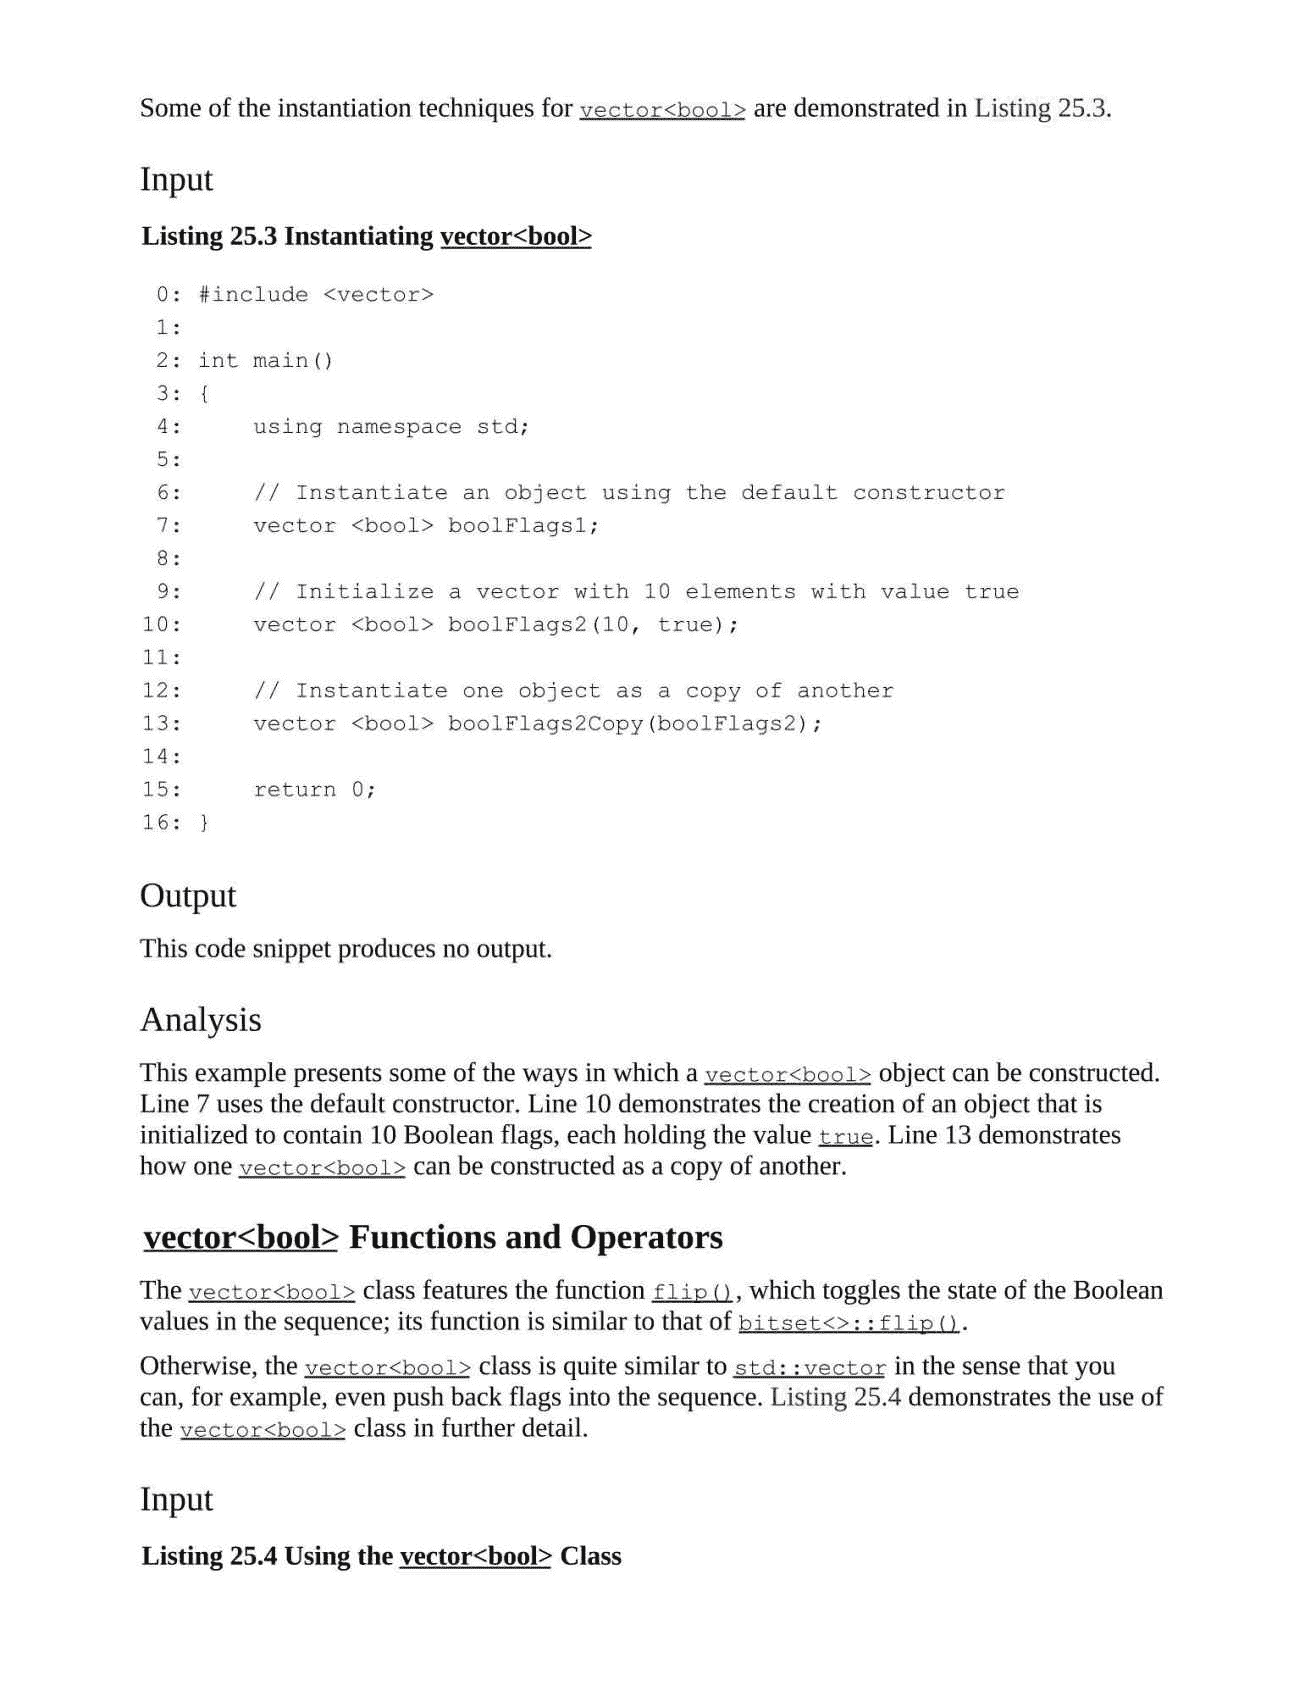 Some of the instantiation techniques for vector<bool> are demonstrated in Listing 25.3.
Input
Listing 25.3 Instantiating vector<bool>
0: #include <vector>
1:
2: int main()
3: {
4:     using namespace std;
5:
6:     // Instantiate an object using the default constructor
7:     vector <bool> boolFlags1;
8:
9:     // Initialize a vector with 10 elements with value true
10:     vector <bool> boolFlags2(10, true);
11:
12:     // Instantiate one object as a copy of another
13:     vector <bool> boolFlags2Copy(boolFlags2);
14:
15:     return 0;
16: }
Output
This code snippet produces no output.
Analysis
This example presents some of the ways in which a vector<bool> object can be constructed.
Line 7 uses the default constructor. Line 10 demonstrates the creation of an object that is
initialized to contain 10 Boolean flags, each holding the value true. Line 13 demonstrates
how one vector<bool> can be constructed as a copy of another.
vector<bool> Functions and Operators
The vector<bool> class features the function flip(), which toggles the state of the Boolean
values in the sequence; its function is similar to that of bitset<>::flip().
Otherwise, the vector<bool> class is quite similar to std::vector in the sense that you
can, for example, even push back flags into the sequence. Listing 25.4 demonstrates the use of
the vector<bool> class in further detail.
Input
Listing 25.4 Using the vector<bool> Class